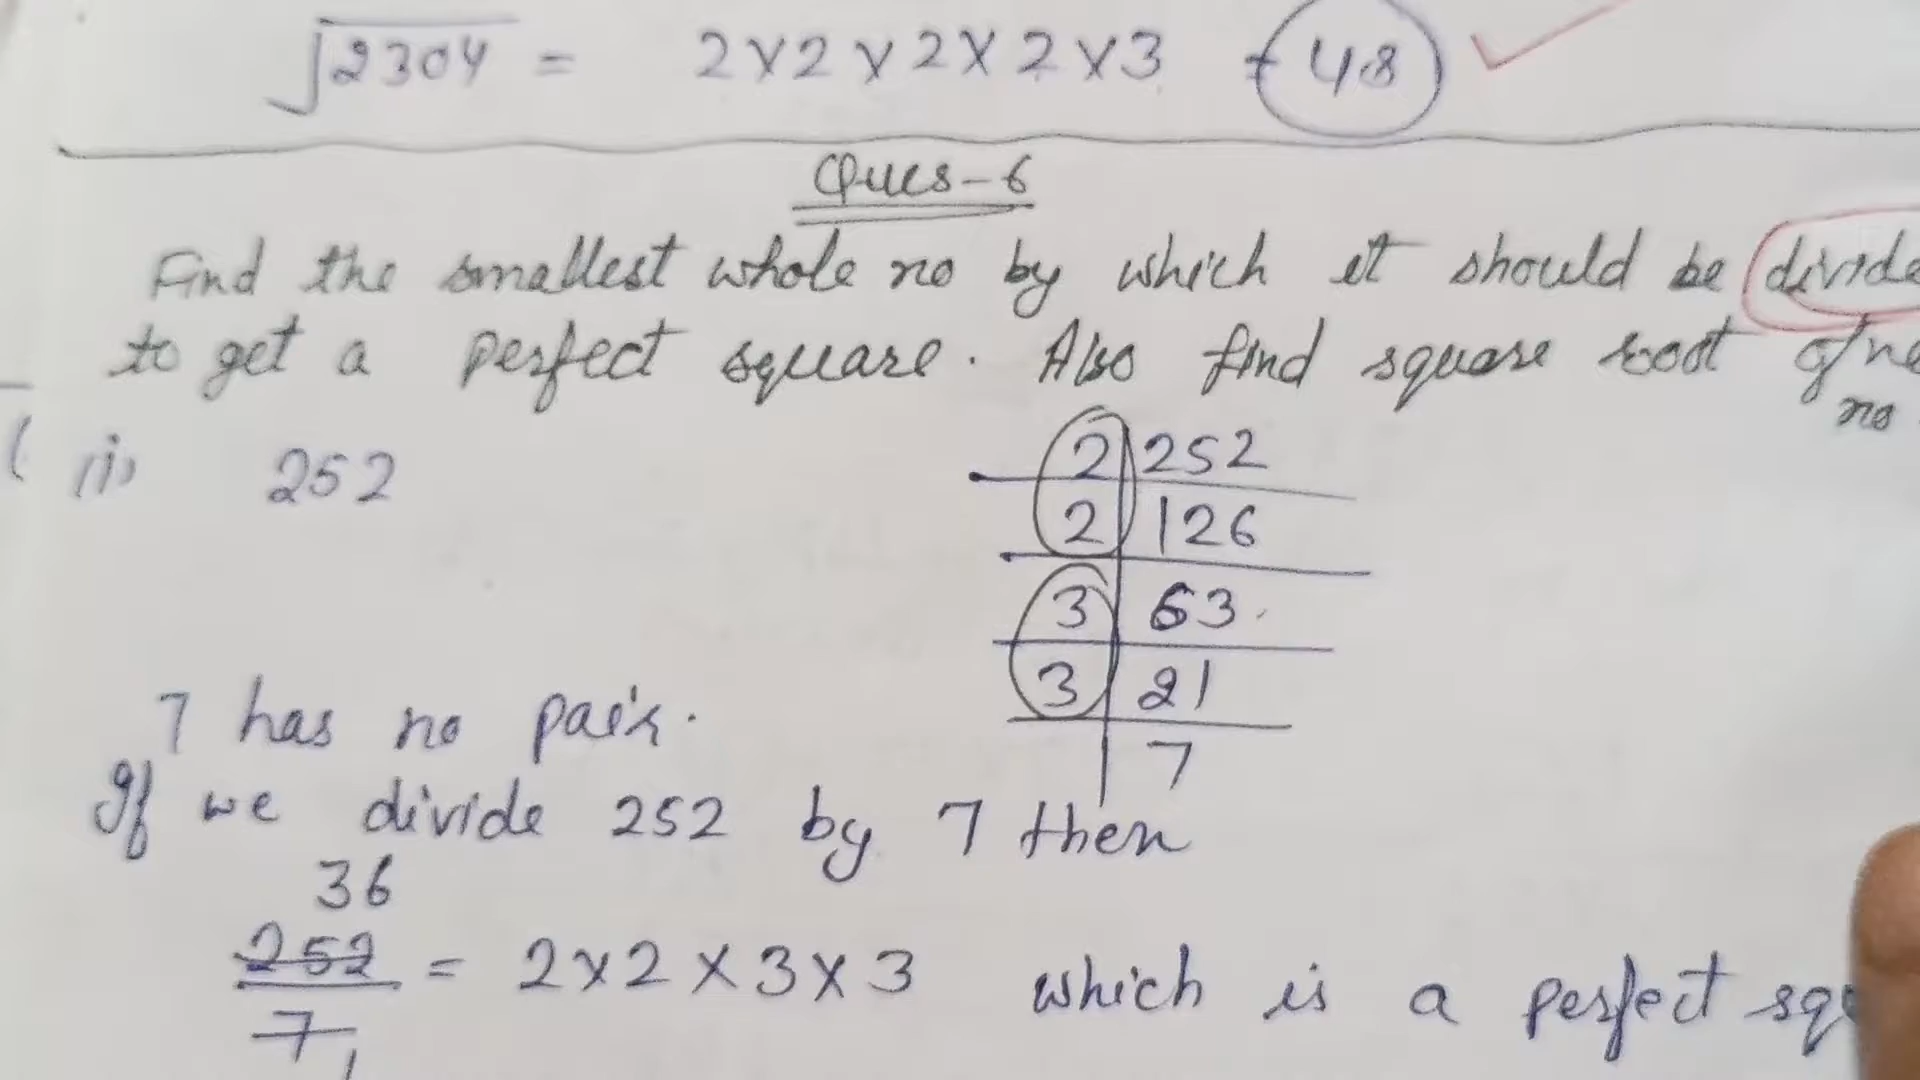 √2304 = 2×2×2×2×3 = 48
Ques-6
Find the smallest whole no by which it should be divide
to get a perfect square. Also find square root of ne
no.
(i) 252
2 | 252
2 | 126
3 | 63
3 | 21
7
7 has no pair.
If we divide 252 by 7 then
36
252
7 = 2×2×3×3 which is a perfect squ